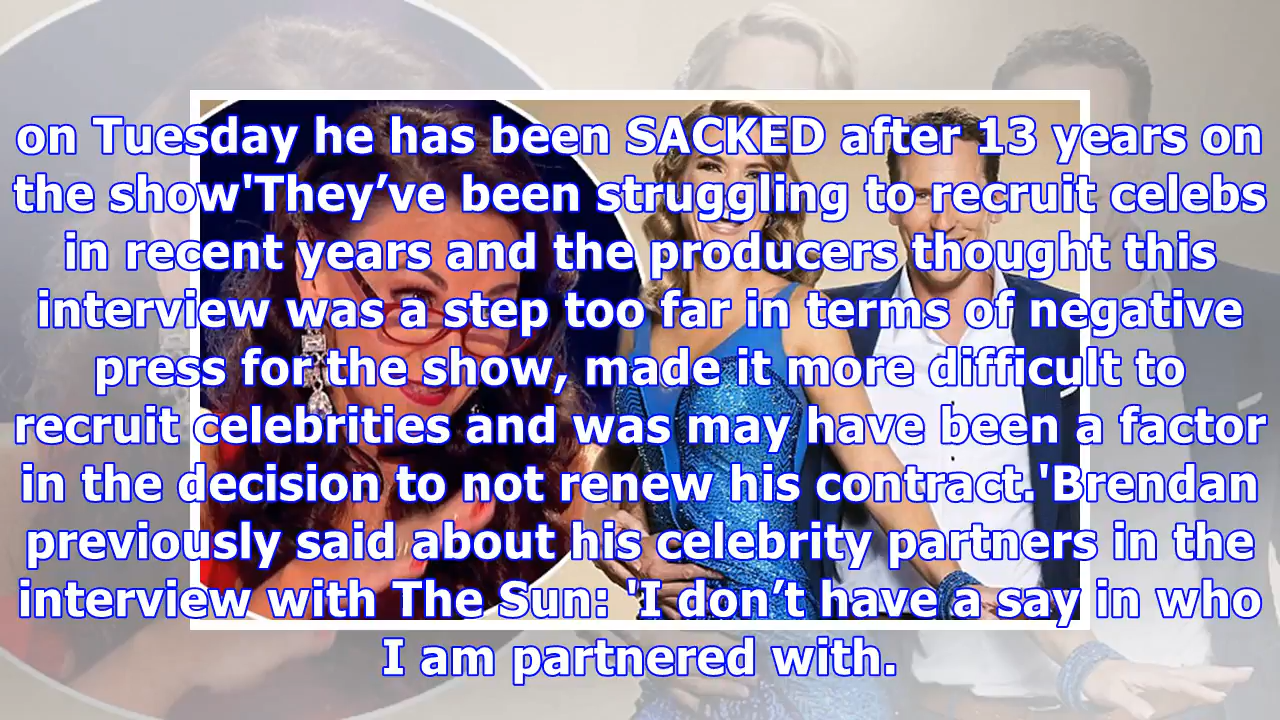 on Tuesday he has been SACKED after 13 years on
the show'They’ve been struggling to recruit celebs
in recent years and the producers thought this
interview was a step too far in terms of negative
press for the show, made it more difficult to
recruit celebrities and was may have been a factor
in the decision to not renew his contract.'Brendan
previously said about his celebrity partners in the
interview with The Sun: 'I don’t have a say in who
I am partnered with.